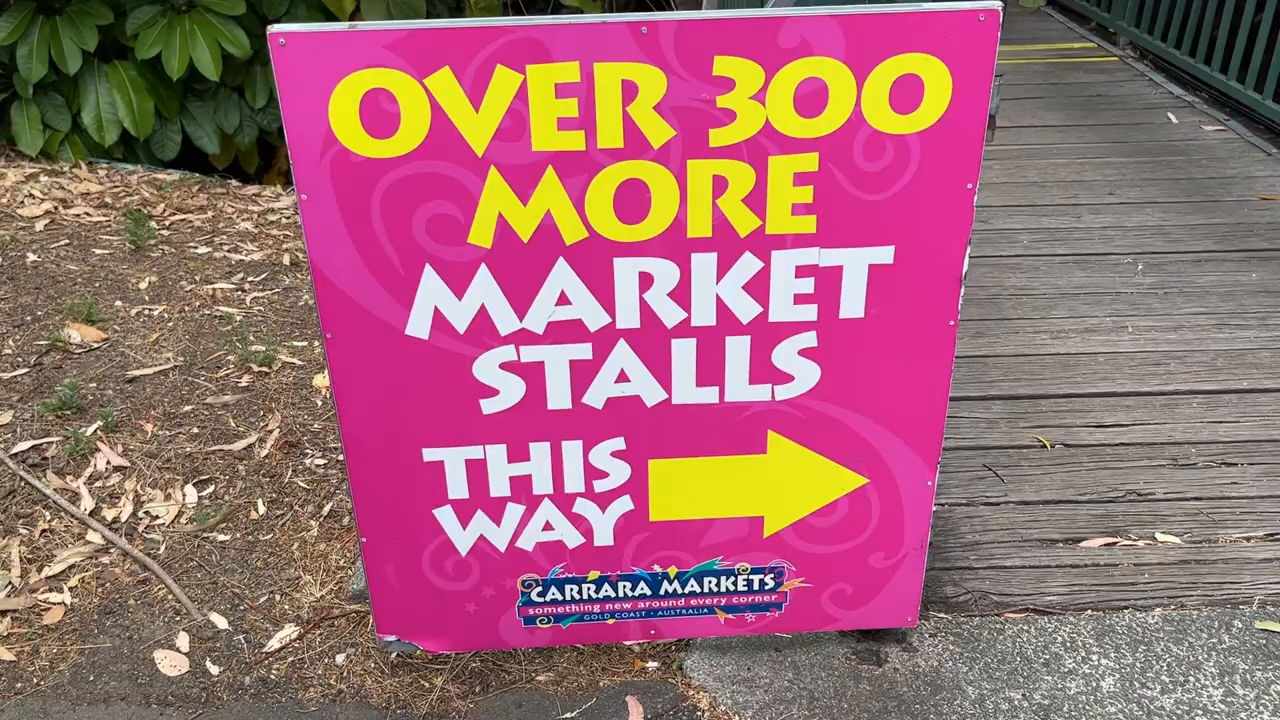 OVER 300
MORE
MARKET
STALLS
THIS
WAY
CARRARA MARKETS
something new around every corner
GOLD COAST • AUSTRALIA